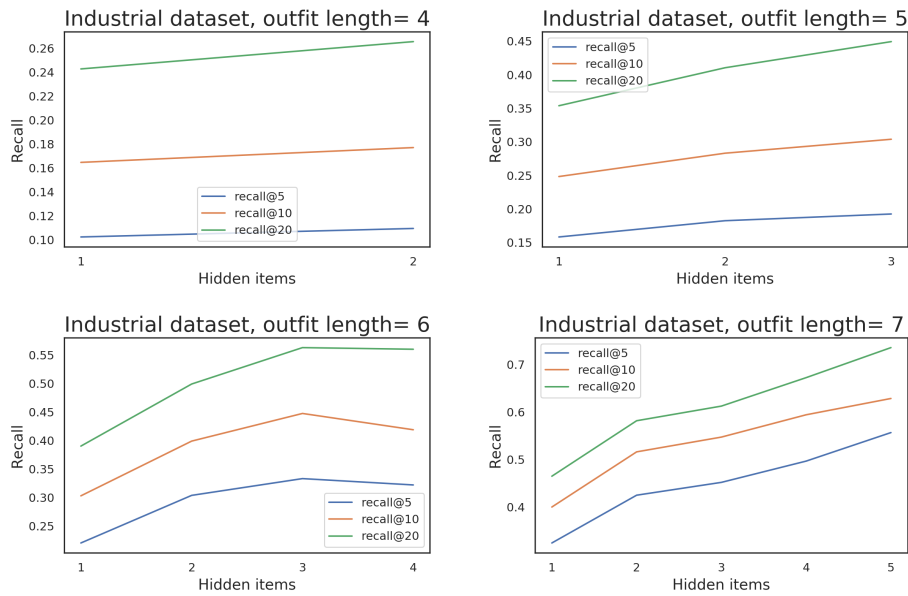 Industrial dataset, outfit length= 4
0.26
0.24
0.22
0.20
0.18
0.16
0.14
0.12
0.10
Recall
recall@5
recall@10
recall@20
1
2
Hidden items
Industrial dataset, outfit length= 5
0.45
0.40
0.35
0.30
0.25
0.20
0.15
Recall
recall@5
recall@10
recall@20
1
2
3
Hidden items
Industrial dataset, outfit length= 6
0.55
0.50
0.45
0.40
0.35
0.30
0.25
Recall
recall@5
recall@10
recall@20
1
2
3
4
Hidden items
Industrial dataset, outfit length= 7
0.7
0.6
0.5
0.4
Recall
recall@5
recall@10
recall@20
1
2
3
4
5
Hidden items